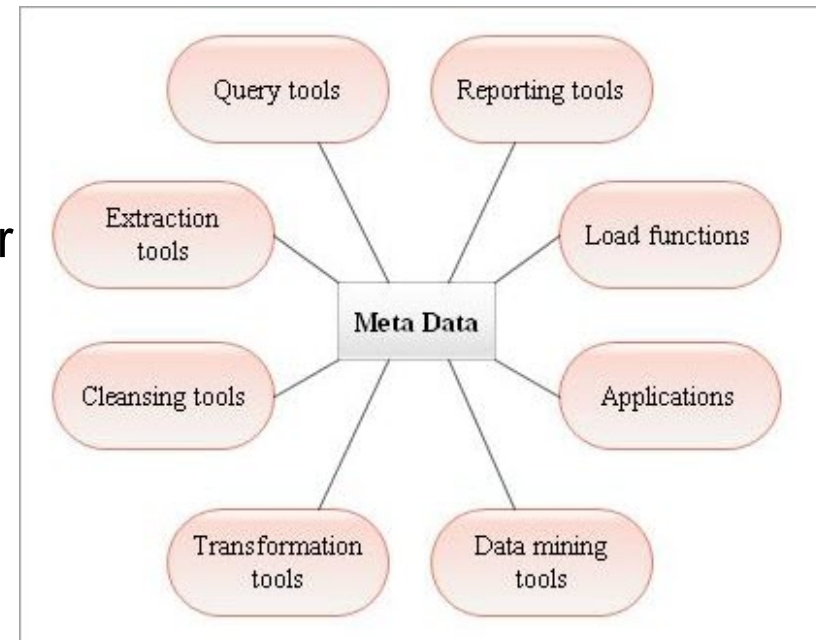 Query tools
Reporting tools
Extraction
tools
r
Load functions
Meta Data
Cleansing tools
Applications
Transformation
tools
Data mining
tools